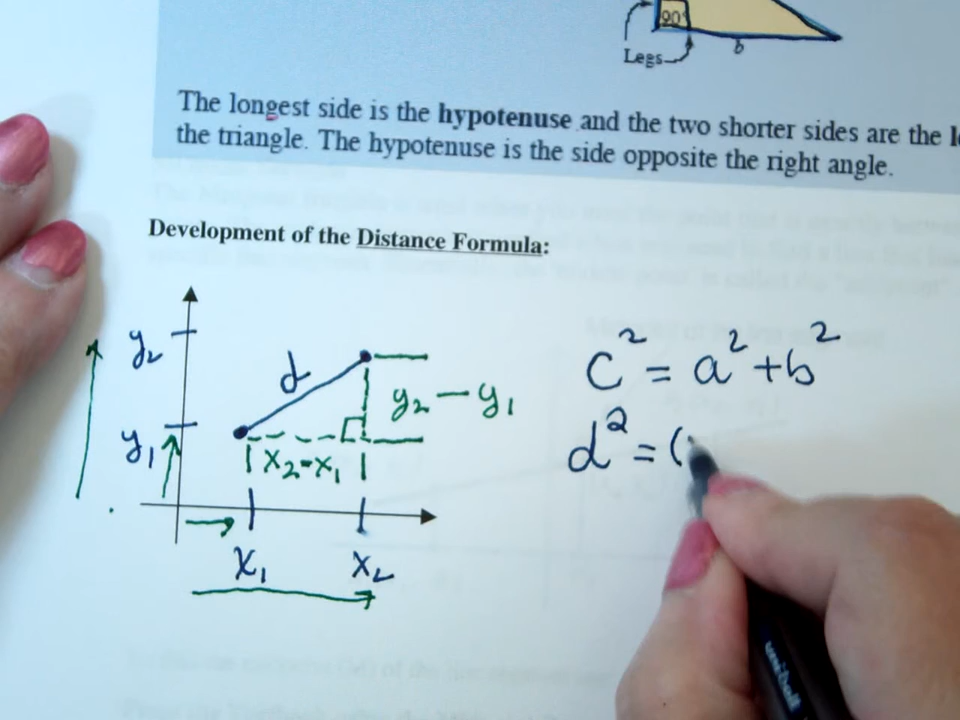 90°
Legs
b
The longest side is the hypotenuse and the two shorter sides are the
the triangle. The hypotenuse is the side opposite the right angle.
Development of the Distance Formula:
y₂
d
y₂ - y₁
y₁
x₂-x₁
x₁ x₂
c² = a² + b²
d² = (
uniball